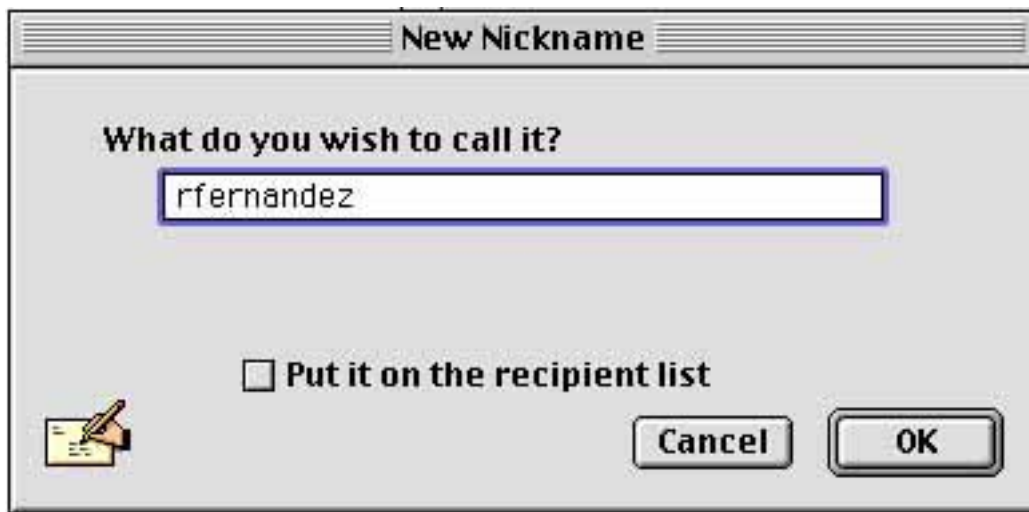 New Nickname
What do you wish to call it?
rfernandez
Put it on the recipient list
Cancel OK